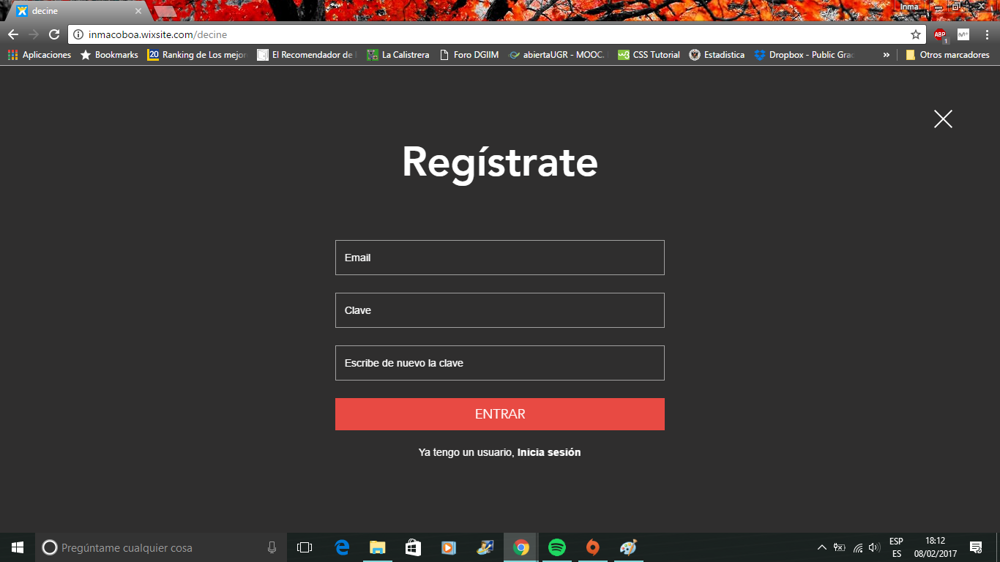 decine
Inma
inmacoboa.wixsite.com/decine
ABP
1
M+
Aplicaciones
Bookmarks
20
Ranking de Los mejor
El Recomendador de
La Calistrera
Foro DGIIM
abiertaUGR - MOOC.
CSS Tutorial
Estadistica
Dropbox - Public Grac
»
Otros marcadores
Regístrate
Email
Clave
Escribe de nuevo la clave
ENTRAR
Ya tengo un usuario, Inicia sesión
Pregúntame cualquier cosa
ESP
ES
18:12
08/02/2017